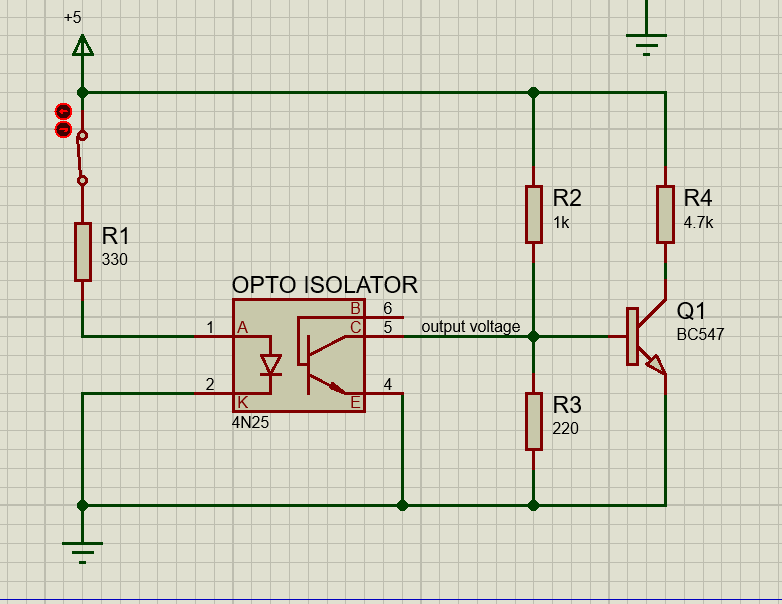 +5
R1
330
OPTO ISOLATOR
1
A
2
K
B
6
C
5
4
E
4N25
output voltage
R2
1k
R4
4.7k
Q1
BC547
R3
220